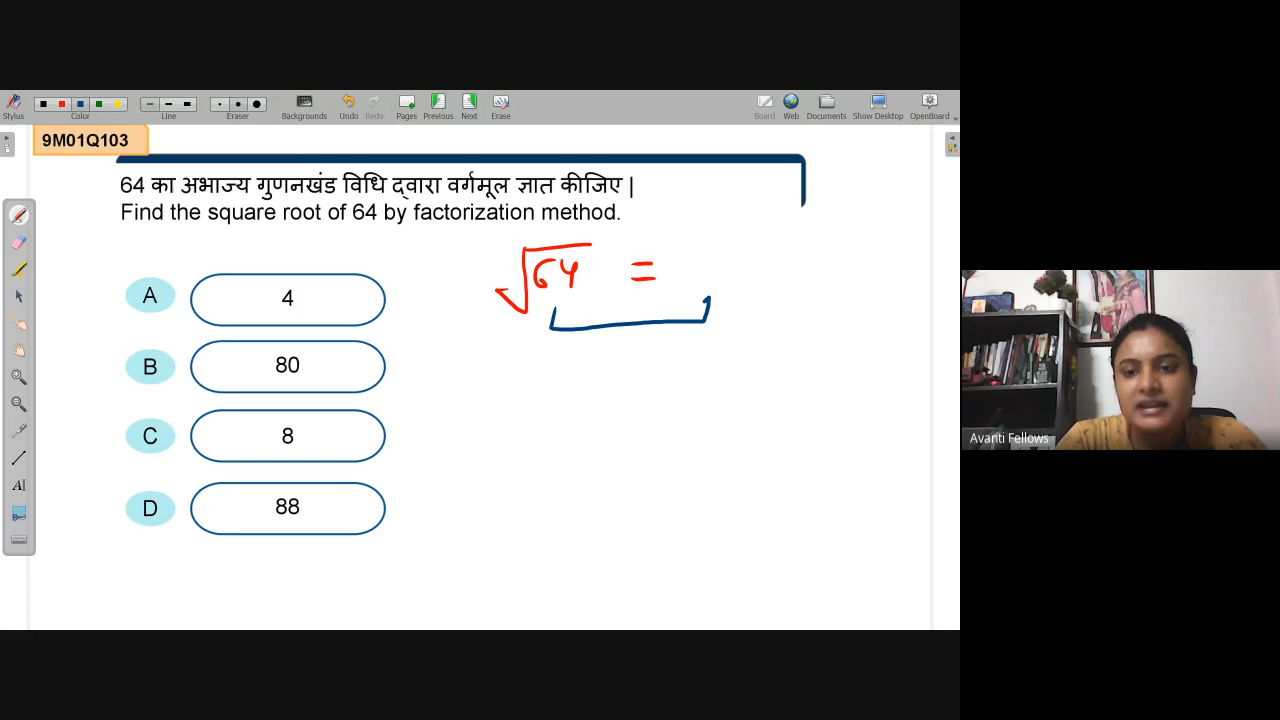 Stylus
Color
Line
Eraser
Backgrounds
Undo
Redo
Pages
Previous
Next
Erase
Board
Web
Documents
Show Desktop
OpenBoard
9M01Q103
64 का अभाज्य गुणनखंड विधि द्वारा वर्गमूल ज्ञात कीजिए |
Find the square root of 64 by factorization method.
√64 =
A 4
B 80
C 8
D 88
AI
Avanti Fellows